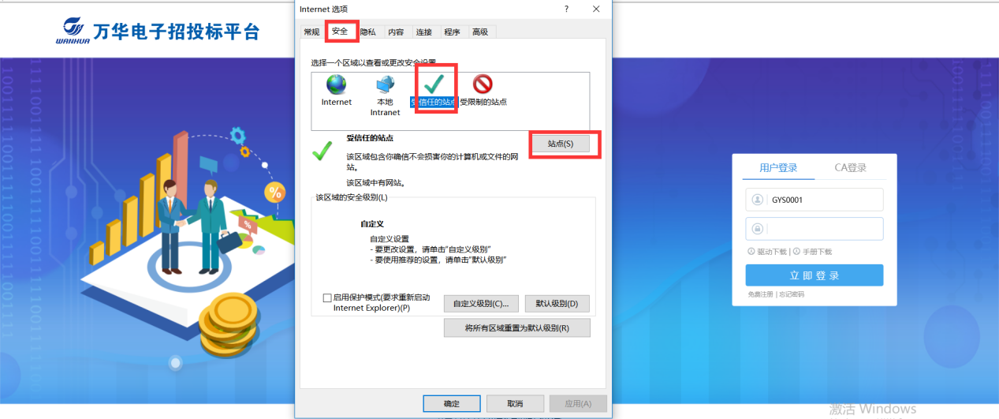 Internet 选项
?
WANHUA 万华电子招投标平台
常规 安全 隐私 内容 连接 程序 高级
选择一个区域以查看或更改安全设置
Internet
本地
Intranet
受信任的站点
受限制的站点
受信任的站点
站点(S)
该区域包含你确信不会损害你的计算机或文件的网
站。
该区域中有网站。
该区域的安全级别(L)
自定义
自定义设置
- 要更改设置，请单击"自定义级别"
- 要使用推荐的设置，请单击"默认级别"
启用保护模式(要求重新启动
Internet Explorer)(P)
自定义级别(C)...
默认级别(D)
将所有区域重置为默认级别(R)
确定 取消 应用(A)
%
%
用户登录 CA登录
GYS0001
驱动下载 | 手册下载
立即登录
免费注册 | 忘记密码
激活 Windows